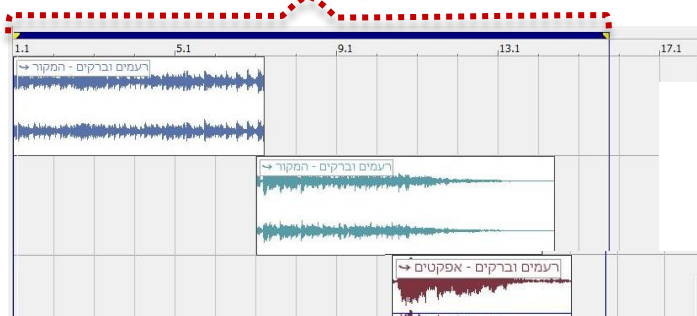 1.1 5.1 9.1 13.1 17.1
רעמים וברקים - המקור
רעמים וברקים - המקור
רעמים וברקים - אפקטים